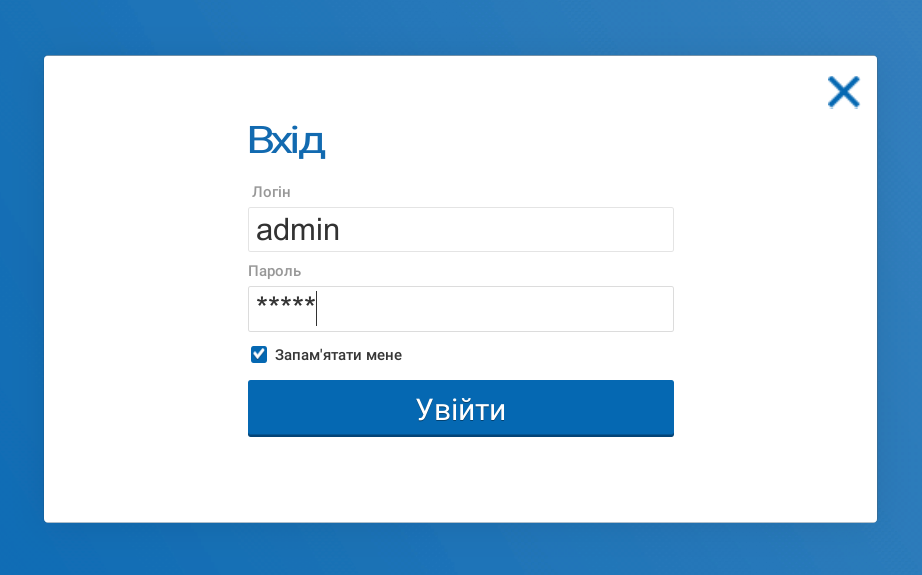 Вхід
Логін
admin
Пароль
*****
Запам'ятати мене
Увійти